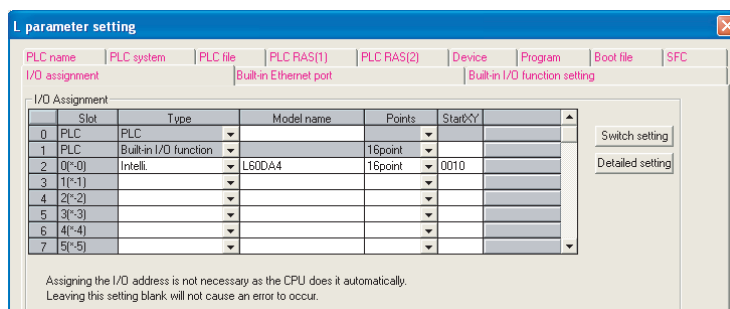 L parameter setting
PLC name PLC system PLC file PLC RAS(1) PLC RAS(2) Device Program Boot file SFC
I/O assignment Built-in Ethernet port Built-in I/O function setting
I/O Assignment
Slot Type Model name Points StartXY
0 PLC PLC
1 PLC Built-in I/O function 16point
2 0(*-0) Intelli. L60DA4 16point 0010
3 1(*-1)
4 2(*-2)
5 3(*-3)
6 4(*-4)
7 5(*-5)
Switch setting
Detailed setting
Assigning the I/O address is not necessary as the CPU does it automatically.
Leaving this setting blank will not cause an error to occur.